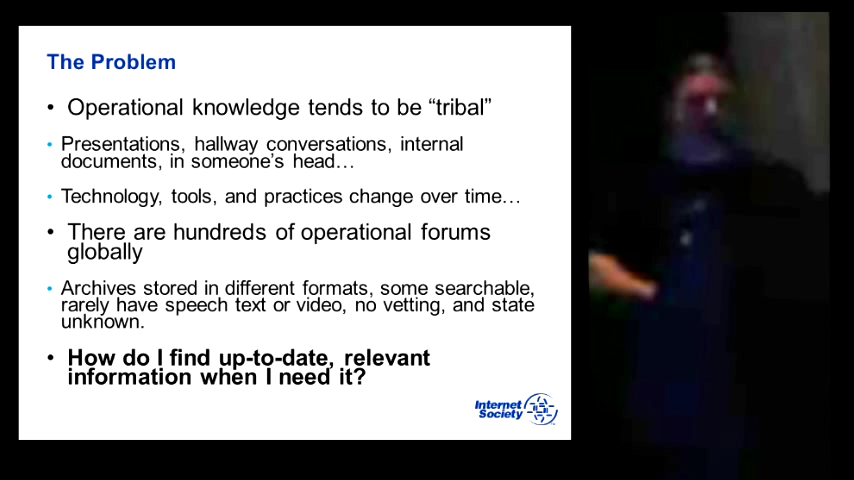 The Problem
• Operational knowledge tends to be “tribal”
• Presentations, hallway conversations, internal
documents, in someone’s head…
• Technology, tools, and practices change over time…
• There are hundreds of operational forums
globally
• Archives stored in different formats, some searchable,
rarely have speech text or video, no vetting, and state
unknown.
• How do I find up-to-date, relevant
information when I need it?
Internet
Society